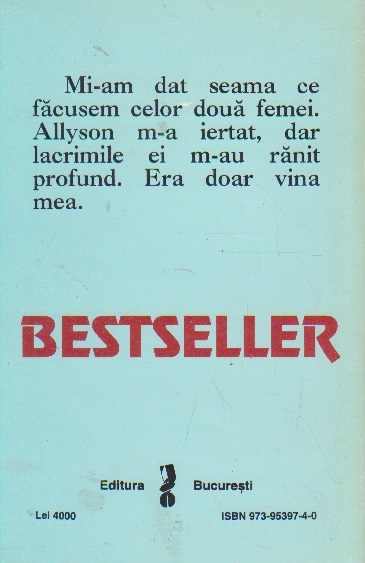 Mi-am dat seama ce
făcusem celor două femei.
Allyson m-a iertat, dar
lacrimile ei m-au rănit
profund. Era doar vina
mea.
BESTSELLER
Editura București
Lei 4000 ISBN 973-95397-4-0